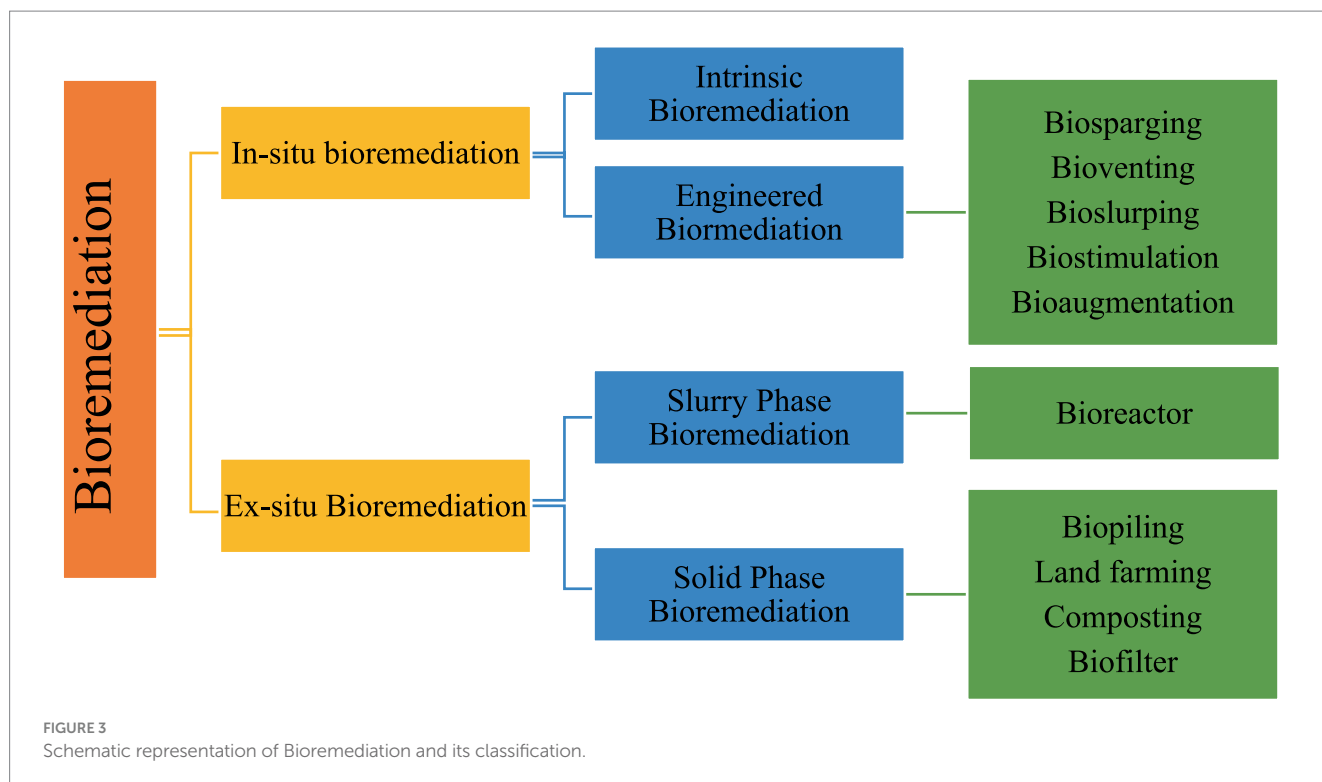 Bioremediation
In-situ bioremediation
Intrinsic
Bioremediation
Engineered
Biormediation
Biosparging
Bioventing
Bioslurping
Biostimulation
Bioaugmentation
Ex-situ Bioremediation
Slurry Phase
Bioremediation
Bioreactor
Solid Phase
Bioremediation
Biopiling
Land farming
Composting
Biofilter
FIGURE 3
Schematic representation of Bioremediation and its classification.